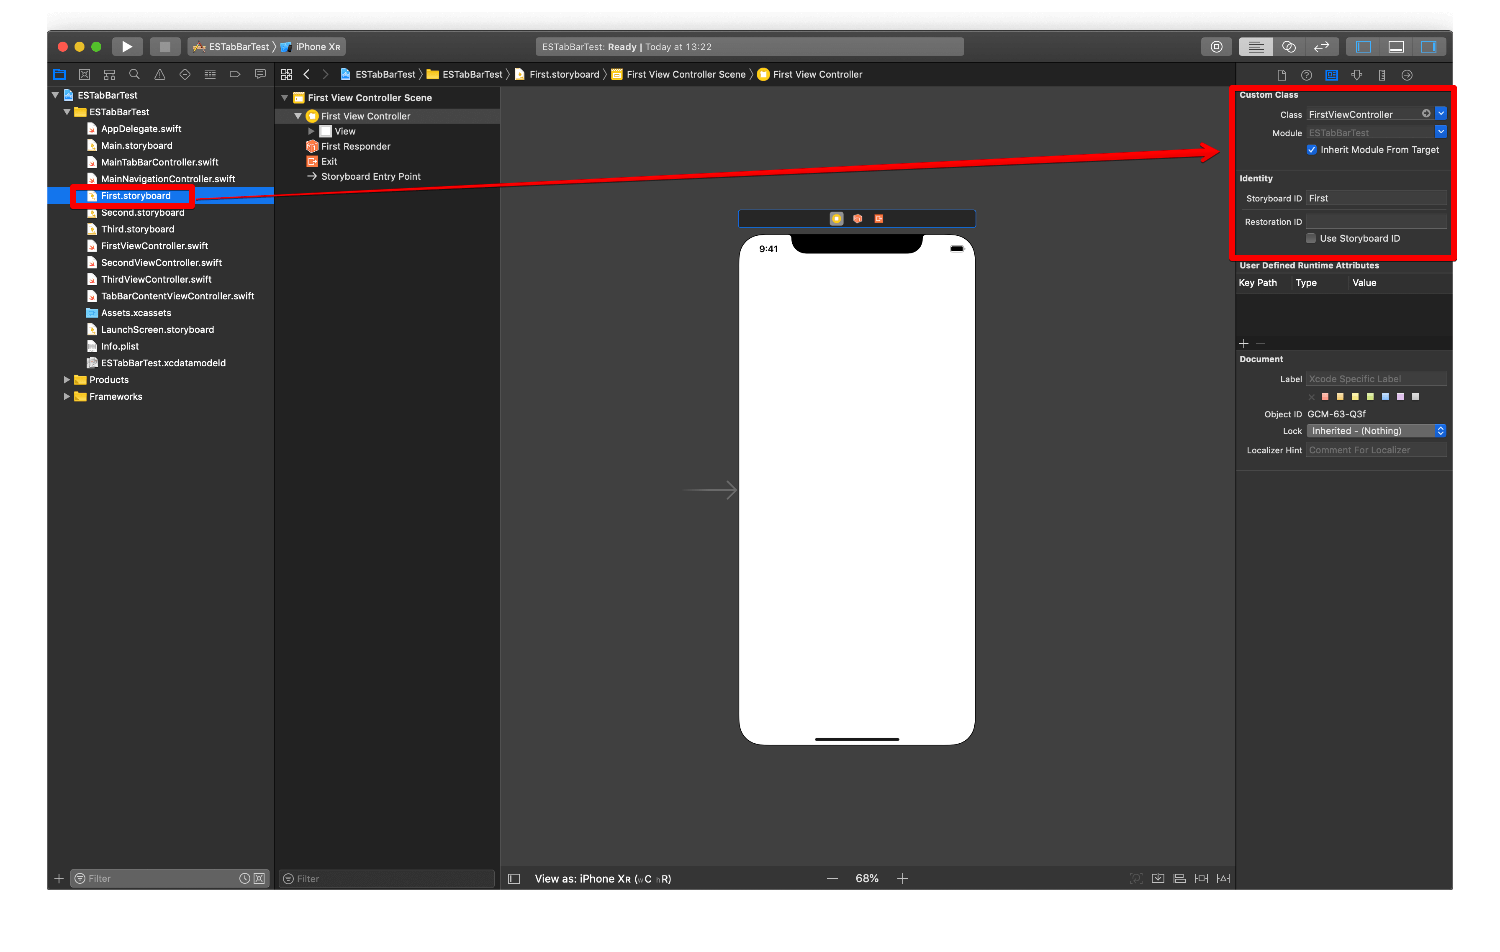 ESTabBarTest 〉 iPhone XR
ESTabBarTest: Ready | Today at 13:22
ESTabBarTest 〉 ESTabBarTest 〉 First.storyboard 〉 First View Controller Scene 〉 First View Controller
ESTabBarTest
ESTabBarTest
AppDelegate.swift
Main.storyboard
MainTabBarController.swift
MainNavigationController.swift
First.storyboard
Second.storyboard
Third.storyboard
FirstViewController.swift
SecondViewController.swift
ThirdViewController.swift
TabBarContentViewController.swift
Assets.xcassets
LaunchScreen.storyboard
Info.plist
ESTabBarTest.xcdatamodeld
Products
Frameworks
Filter
First View Controller Scene
First View Controller
View
First Responder
Exit
Storyboard Entry Point
Filter
9:41
View as: iPhone XR (wC hR)
68%
Custom Class
Class FirstViewController
Module ESTabBarTest
Inherit Module From Target
Identity
Storyboard ID First
Restoration ID
Use Storyboard ID
User Defined Runtime Attributes
Key Path Type Value
Document
Label Xcode Specific Label
Object ID GCM-63-Q3f
Lock Inherited - (Nothing)
Localizer Hint Comment For Localizer